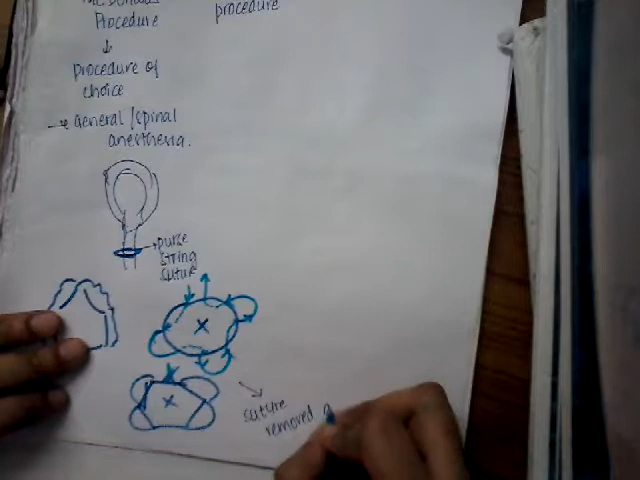 Procedure
procedure
↓
procedure of
choice
→ General / spinal
anesthesia.
→ purse
string
suture
suture
removed